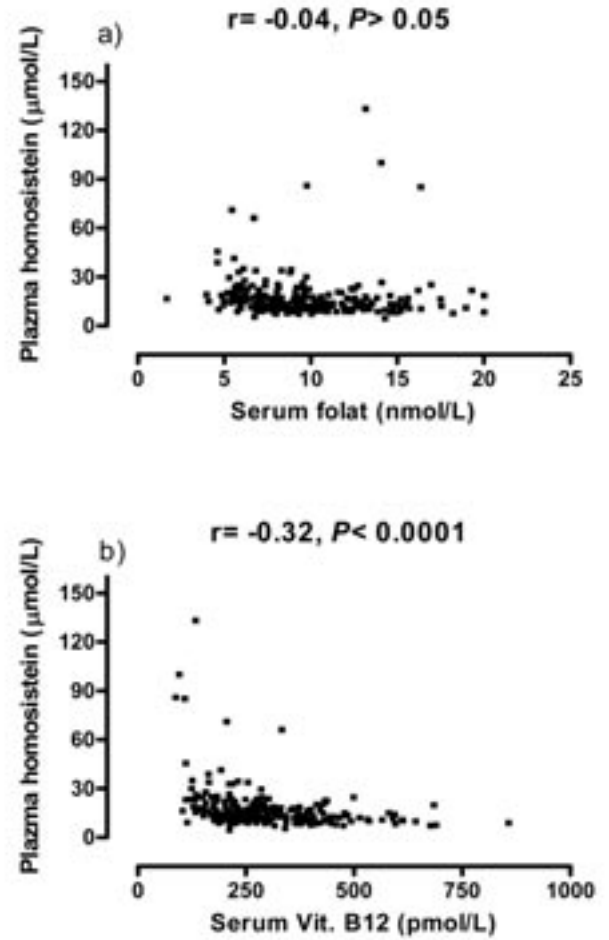 a)
r= -0.04, P> 0.05
Plazma homosistein (µmol/L)
150
120
90
60
30
0
0 5 10 15 20 25
Serum folat (nmol/L)
b)
r= -0.32, P< 0.0001
Plazma homosistein (µmol/L)
150
120
90
60
30
0
0 250 500 750 1000
Serum Vit. B12 (pmol/L)